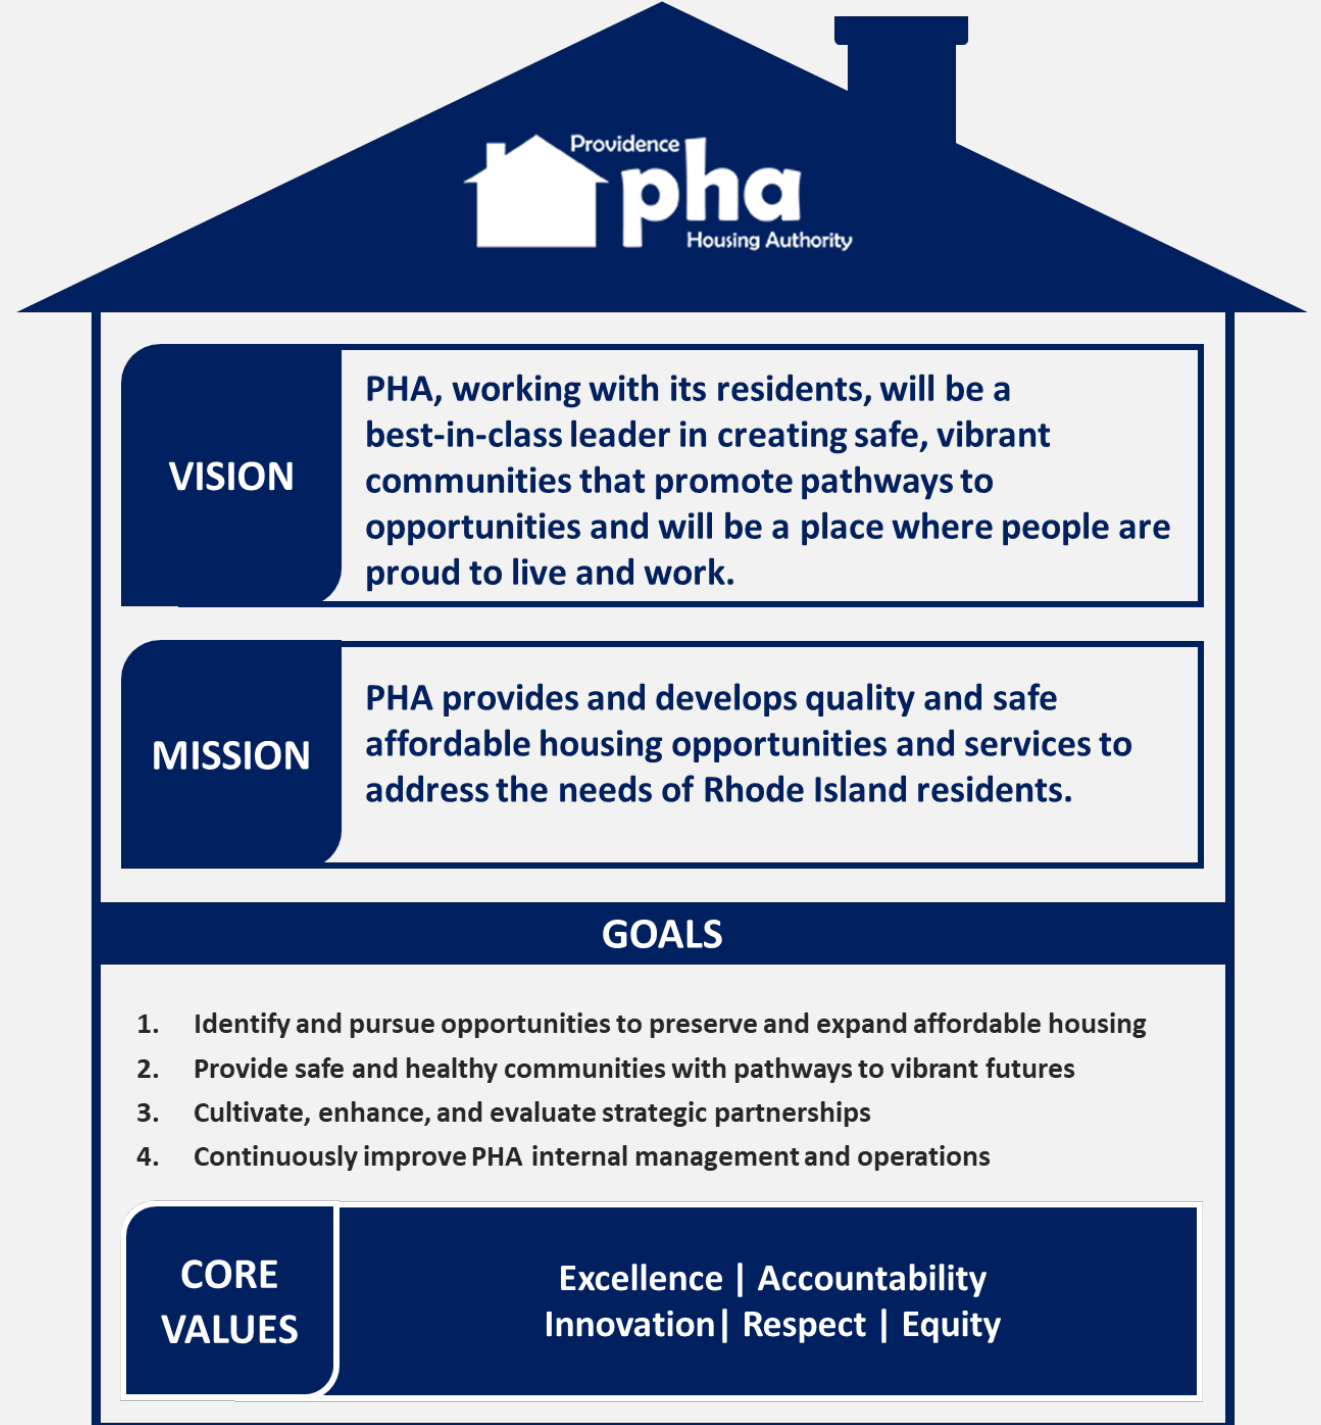 Providence
pha
Housing Authority
VISION
PHA, working with its residents, will be a
best-in-class leader in creating safe, vibrant
communities that promote pathways to
opportunities and will be a place where people are
proud to live and work.
MISSION
PHA provides and develops quality and safe
affordable housing opportunities and services to
address the needs of Rhode Island residents.
GOALS
1. Identify and pursue opportunities to preserve and expand affordable housing
2. Provide safe and healthy communities with pathways to vibrant futures
3. Cultivate, enhance, and evaluate strategic partnerships
4. Continuously improve PHA internal management and operations
CORE
VALUES
Excellence | Accountability
Innovation| Respect | Equity